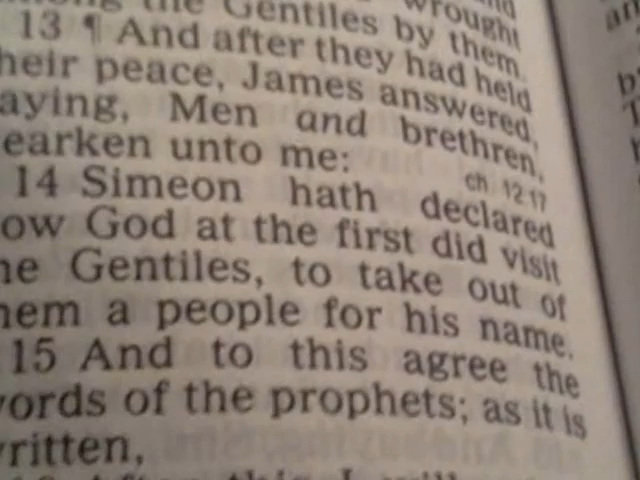 the Gentiles by them.
wrought
13 ¶ And after they had held
heir peace, James answered,
aying, Men and brethren,
earken unto me:
ch. 12:17
14 Simeon hath declared
ow God at the first did visit
he Gentiles, to take out of
hem a people for his name.
15 And to this agree the
words of the prophets; as it is
written,